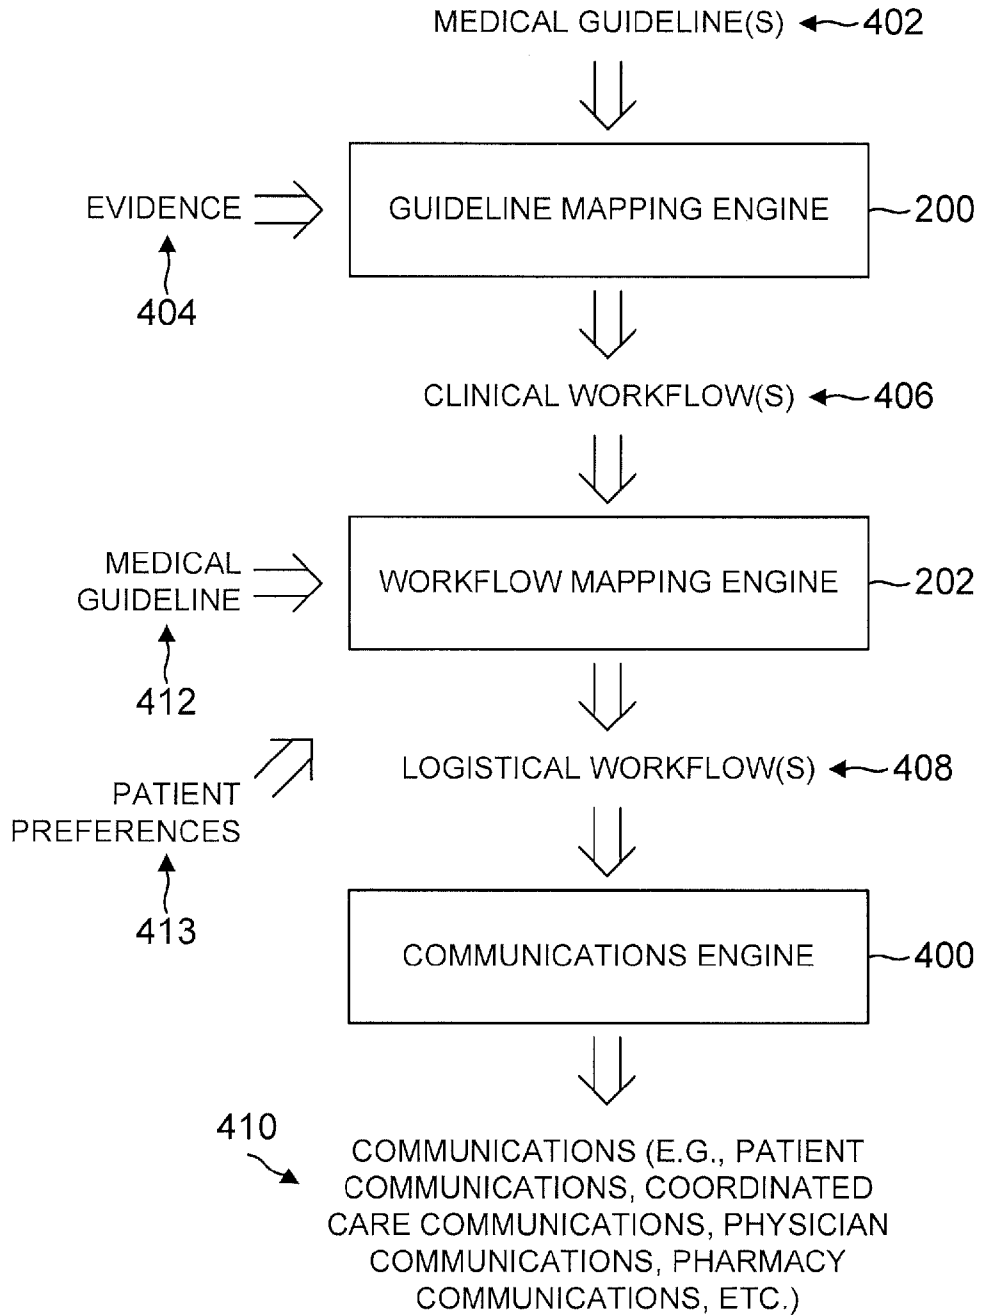 MEDICAL GUIDELINE(S) 402
EVIDENCE
404
GUIDELINE MAPPING ENGINE 200
CLINICAL WORKFLOW(S) 406
MEDICAL
GUIDELINE
412
WORKFLOW MAPPING ENGINE 202
PATIENT
PREFERENCES
413
LOGISTICAL WORKFLOW(S) 408
COMMUNICATIONS ENGINE 400
410
COMMUNICATIONS (E.G., PATIENT
COMMUNICATIONS, COORDINATED
CARE COMMUNICATIONS, PHYSICIAN
COMMUNICATIONS, PHARMACY
COMMUNICATIONS, ETC.)